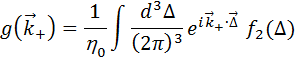 g(k⃗₊) = 1/η₀ ∫ d³Δ/(2π)³ e^{ik⃗₊·Δ⃗} f₂(Δ)